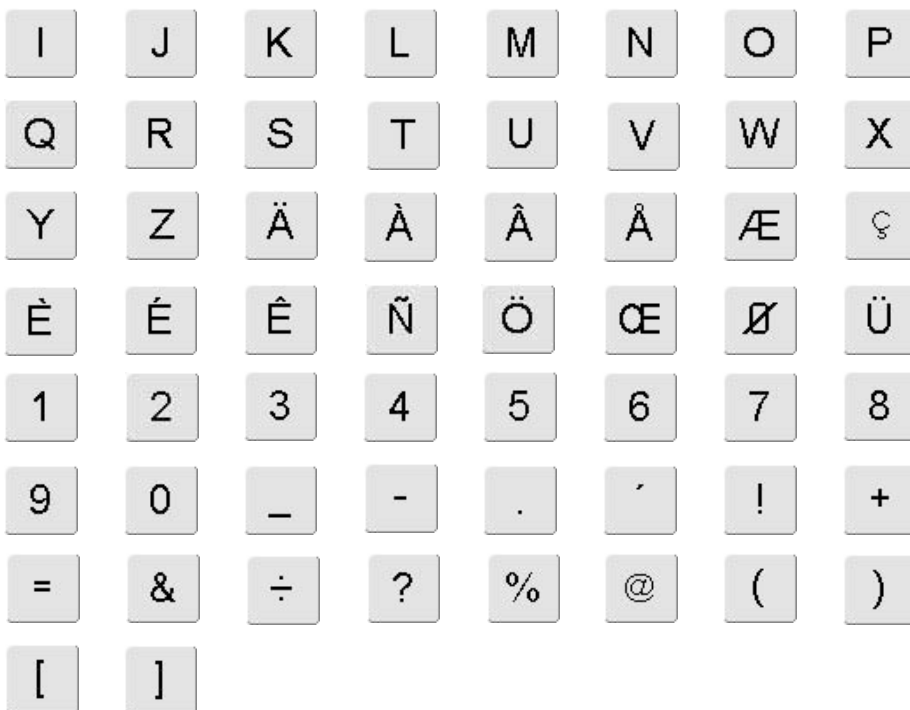 I J K L M N O P
Q R S T U V W X
Y Z Ä À Â Å Æ ç
È É Ê Ñ Ö Œ Ø Ü
1 2 3 4 5 6 7 8
9 0 _ - . ´ ! +
= & ÷ ? % @ ( )
[ ]